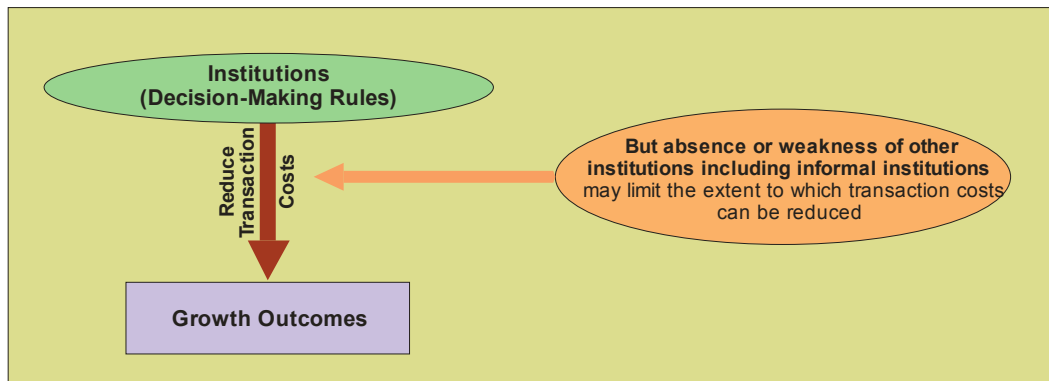 Institutions
(Decision-Making Rules)
Reduce
Transaction
Costs
But absence or weakness of other
institutions including informal institutions
may limit the extent to which transaction costs
can be reduced
Growth Outcomes